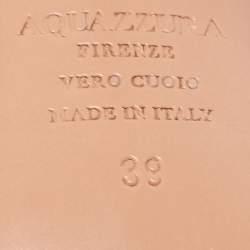 AQUAZZURA
FIRENZE
VERO CUOIO
MADE IN ITALY
39